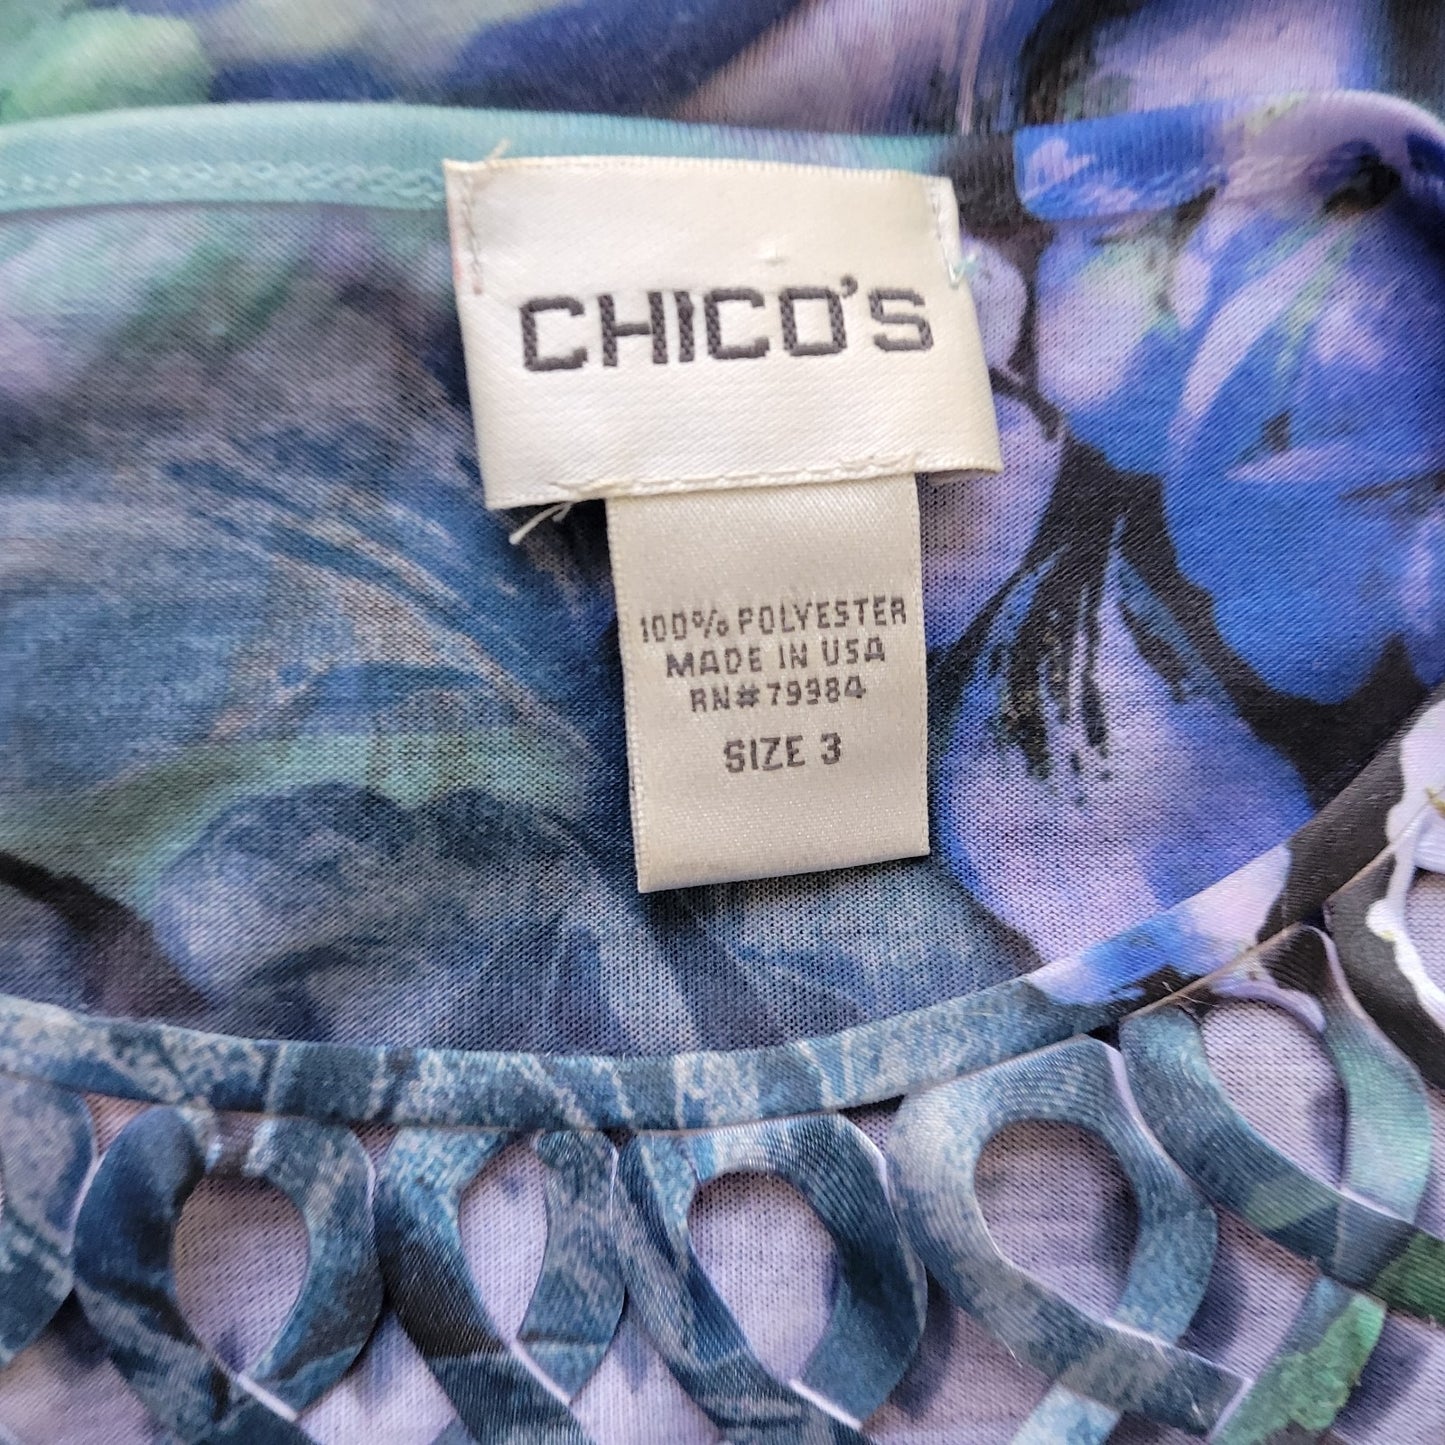 CHICO'S
100% POLYESTER
MADE IN USA
RN#79984
SIZE 3